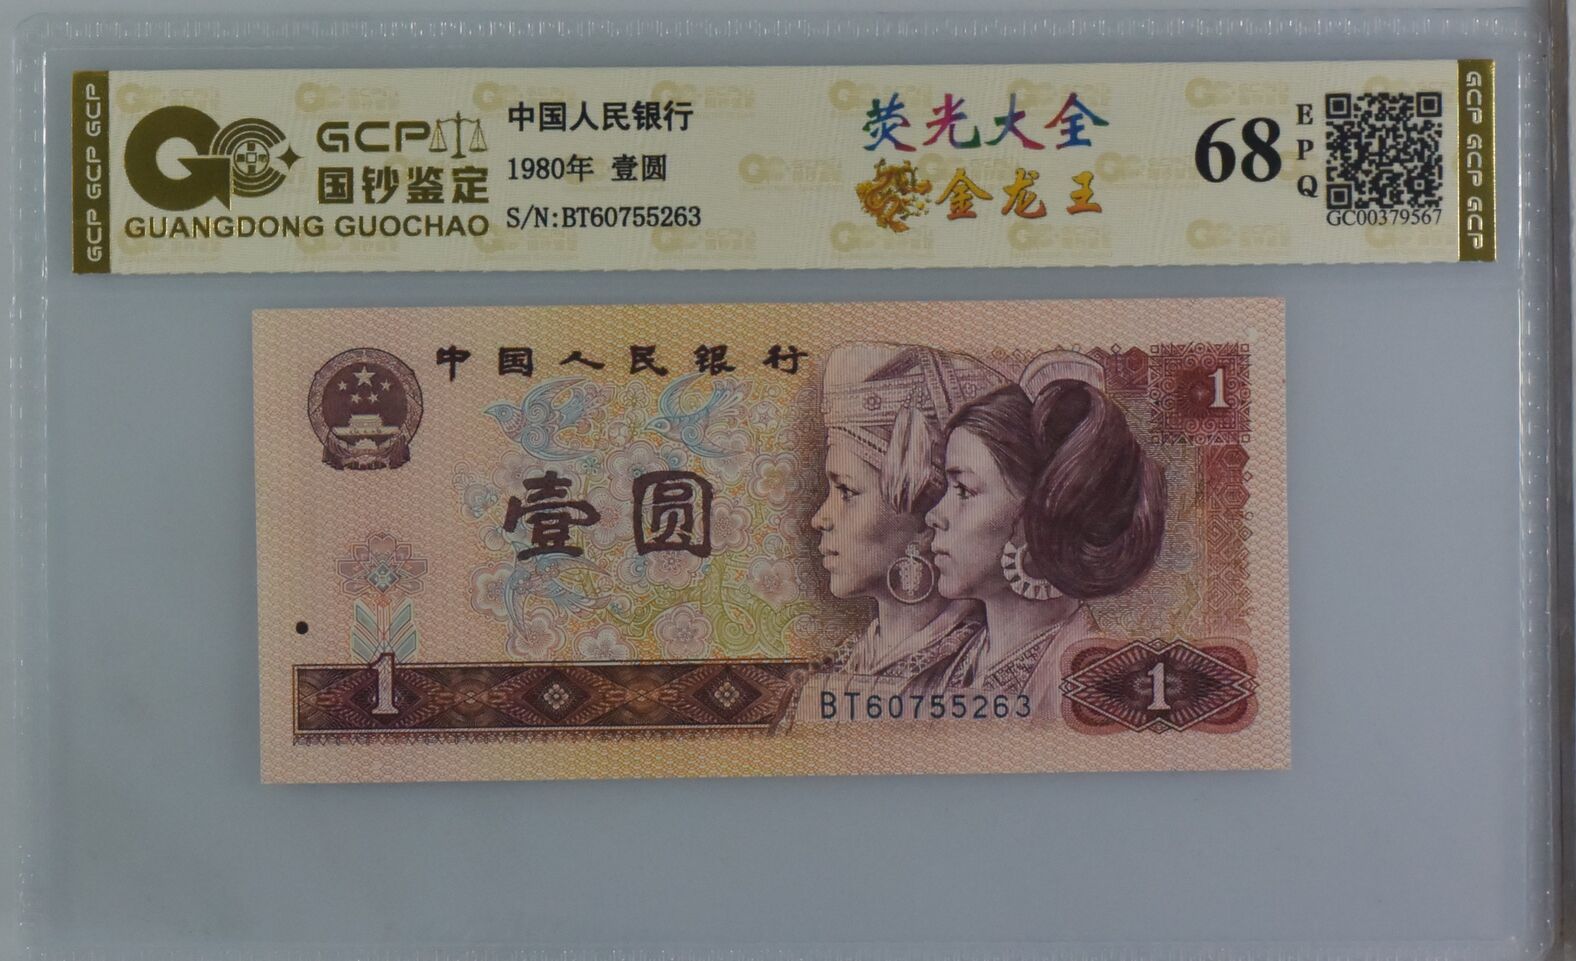 GCP GCP GCP
GCP
国钞鉴定
GUANGDONG GUOCHAO
中国人民银行
1980年 壹圆
S/N:BT60755263
荧光大全
金龙王
68
EPQ
GC00379567
GCP GCP GCP
中国人民银行
1
壹圆
1
BT60755263
1